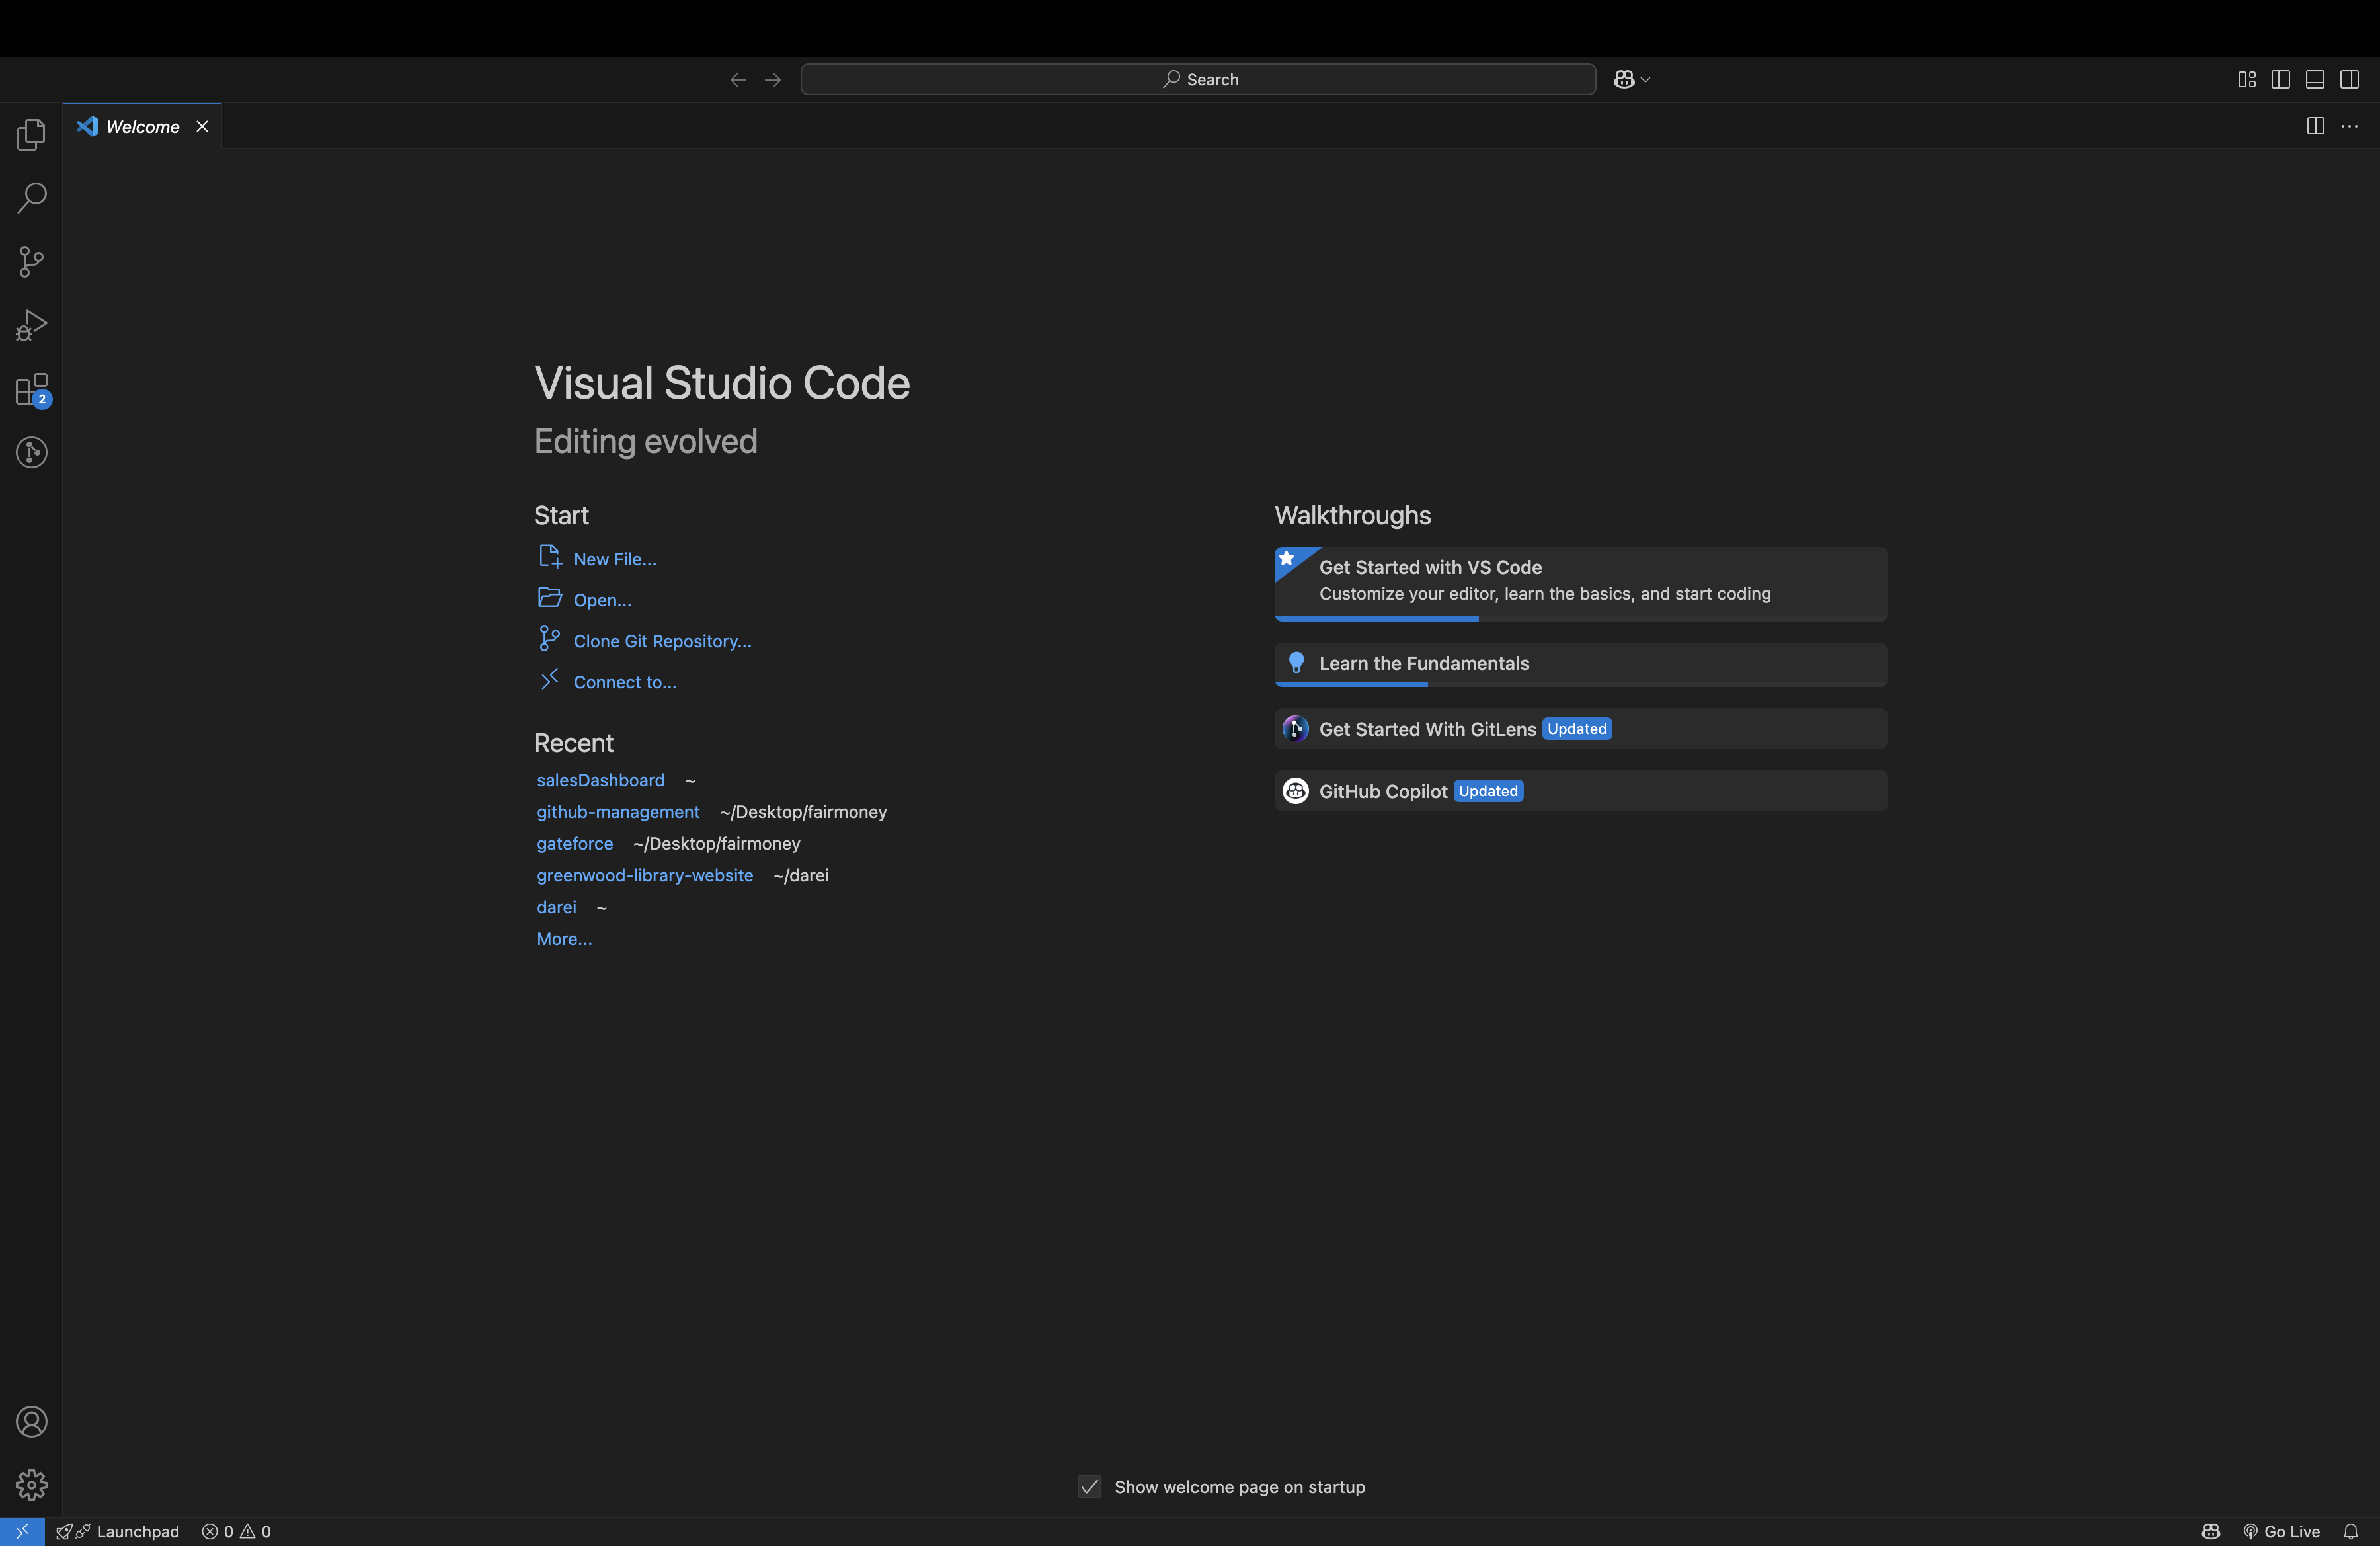 Search
Welcome
2
Visual Studio Code
Editing evolved
Start
New File...
Open...
Clone Git Repository...
Connect to...
Recent
salesDashboard ~
github-management ~/Desktop/fairmoney
gateforce ~/Desktop/fairmoney
greenwood-library-website ~/darei
darei ~
More...
Walkthroughs
Get Started with VS Code
Customize your editor, learn the basics, and start coding
Learn the Fundamentals
Get Started With GitLens Updated
GitHub Copilot Updated
Show welcome page on startup
Launchpad 0 0
Go Live